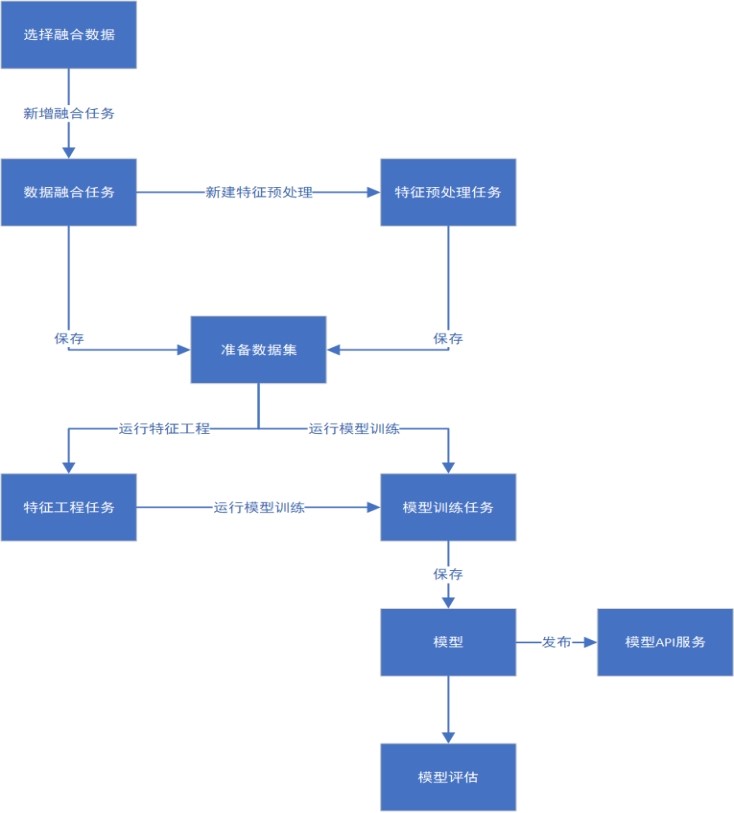 选择融合数据
新增融合任务
数据融合任务
新建特征预处理
特征预处理任务
保存
准备数据集
保存
运行特征工程
运行模型训练
特征工程任务
运行模型训练
模型训练任务
保存
模型
发布
模型API服务
模型评估